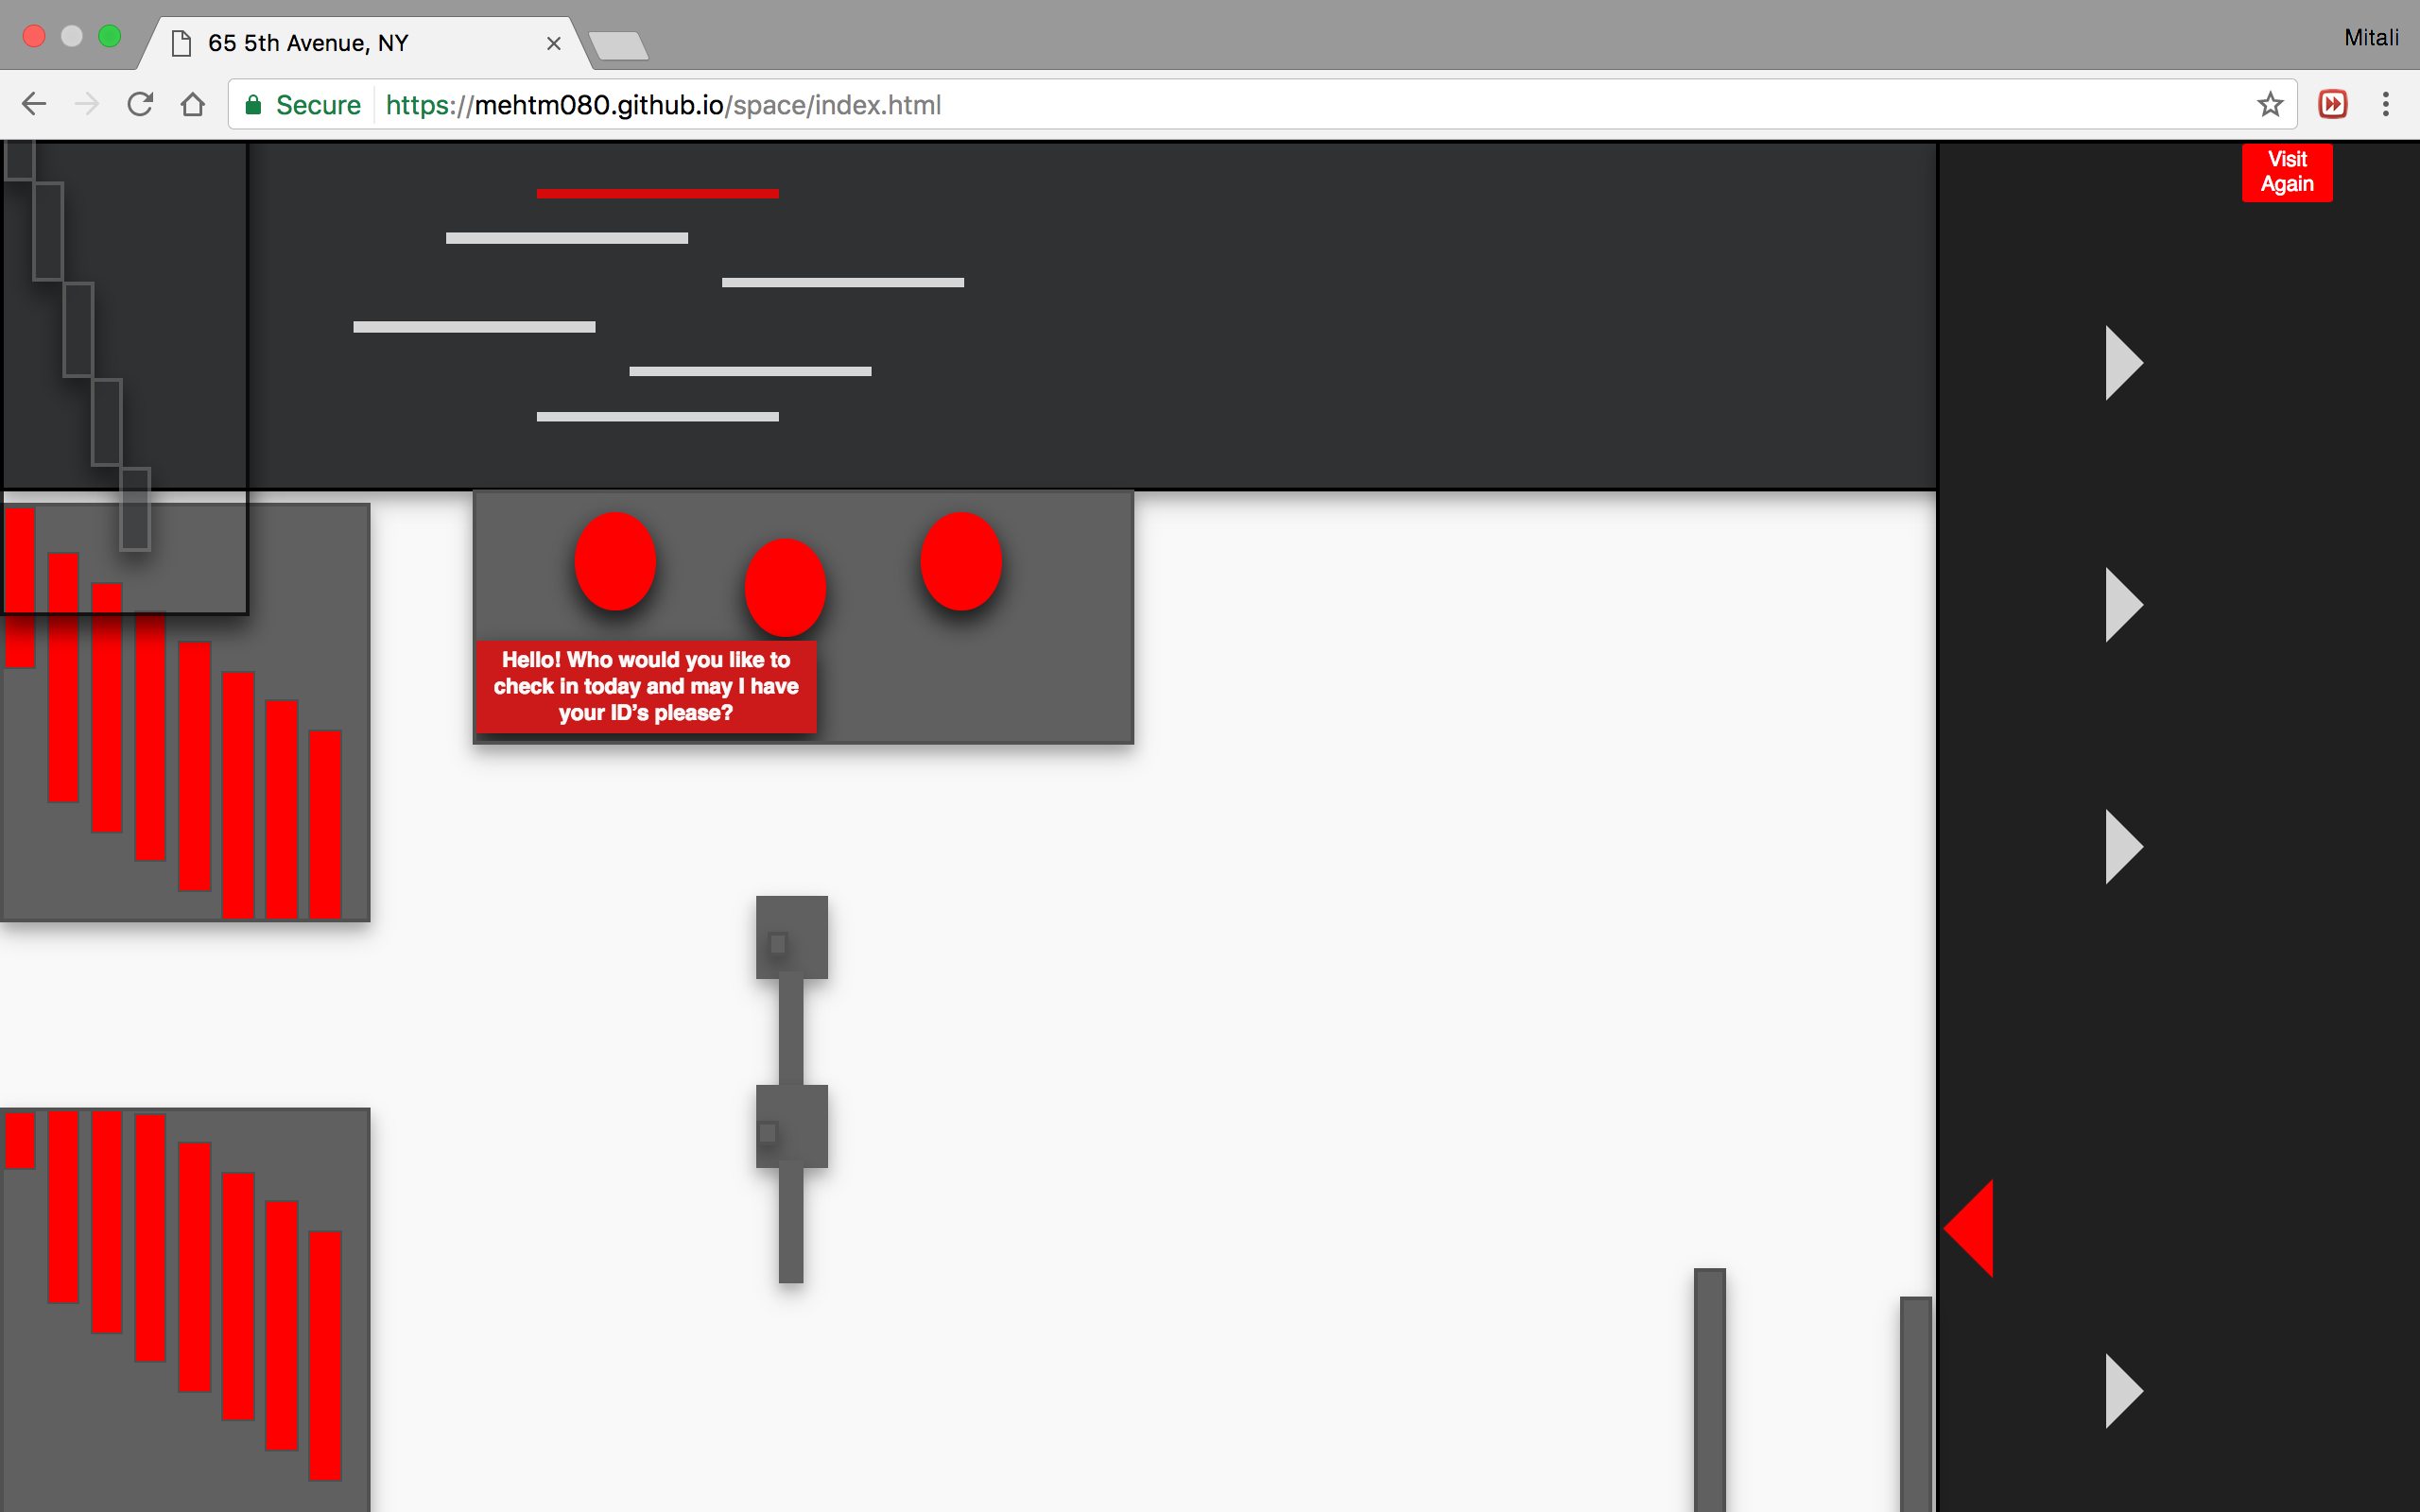 65 5th Avenue, NY
Mitali
Secure https://mehtm080.github.io/space/index.html
Visit
Again
Hello! Who would you like to
check in today and may I have
your ID’s please?